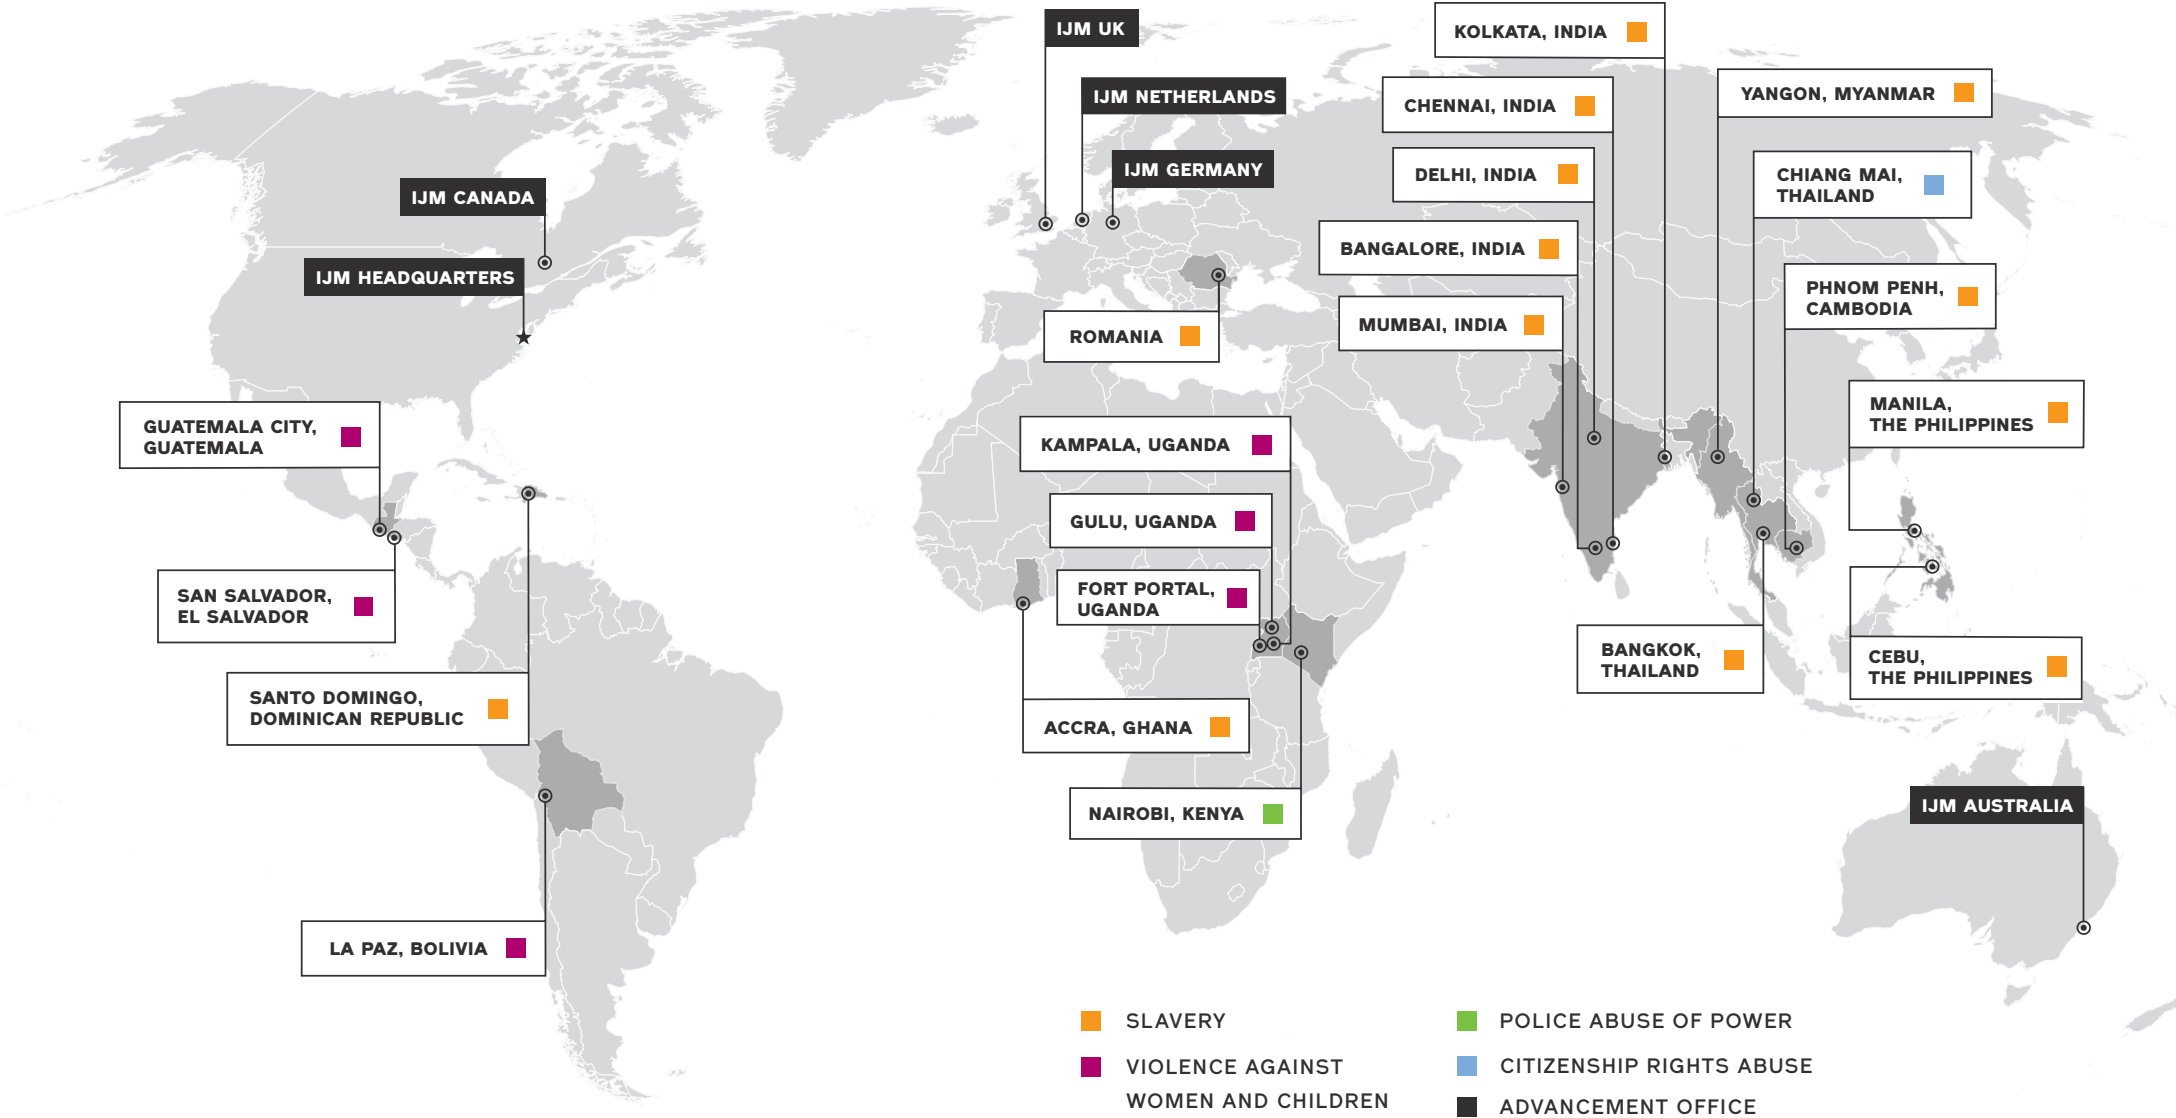 IJM UK
IJM NETHERLANDS
IJM GERMANY
IJM CANADA
IJM HEADQUARTERS
KOLKATA, INDIA
CHENNAI, INDIA
DELHI, INDIA
BANGALORE, INDIA
MUMBAI, INDIA
YANGON, MYANMAR
CHIANG MAI,
THAILAND
PHNOM PENH,
CAMBODIA
ROMANIA
MANILA,
THE PHILIPPINES
GUATEMALA CITY,
GUATEMALA
KAMPALA, UGANDA
GULU, UGANDA
FORT PORTAL,
UGANDA
SAN SALVADOR,
EL SALVADOR
BANGKOK,
THAILAND
CEBU,
THE PHILIPPINES
SANTO DOMINGO,
DOMINICAN REPUBLIC
ACCRA, GHANA
NAIROBI, KENYA
IJM AUSTRALIA
LA PAZ, BOLIVIA
SLAVERY
VIOLENCE AGAINST
WOMEN AND CHILDREN
POLICE ABUSE OF POWER
CITIZENSHIP RIGHTS ABUSE
ADVANCEMENT OFFICE